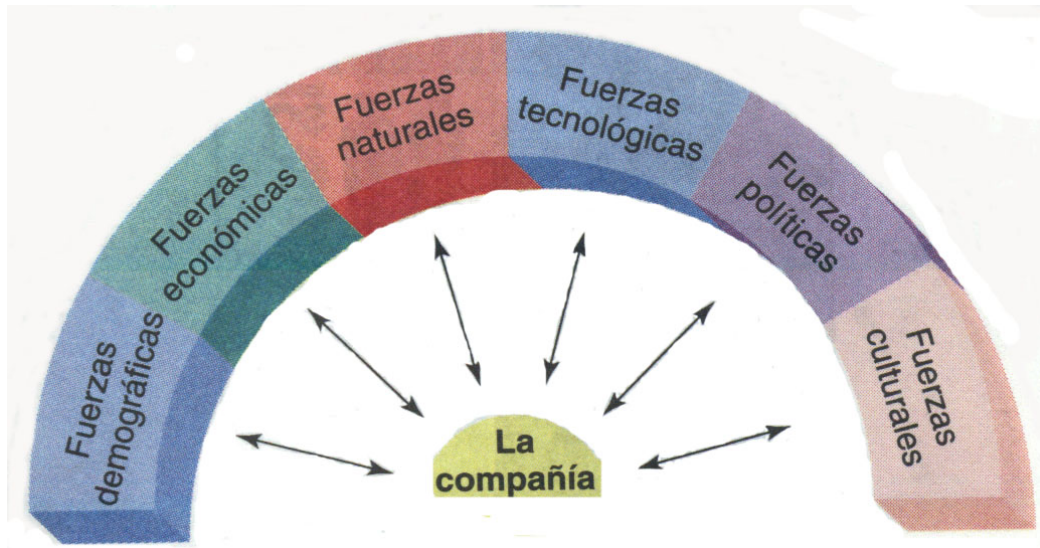 Fuerzas
demográficas
Fuerzas
económicas
Fuerzas
naturales
Fuerzas
tecnológicas
Fuerzas
políticas
Fuerzas
culturales
La
compañía